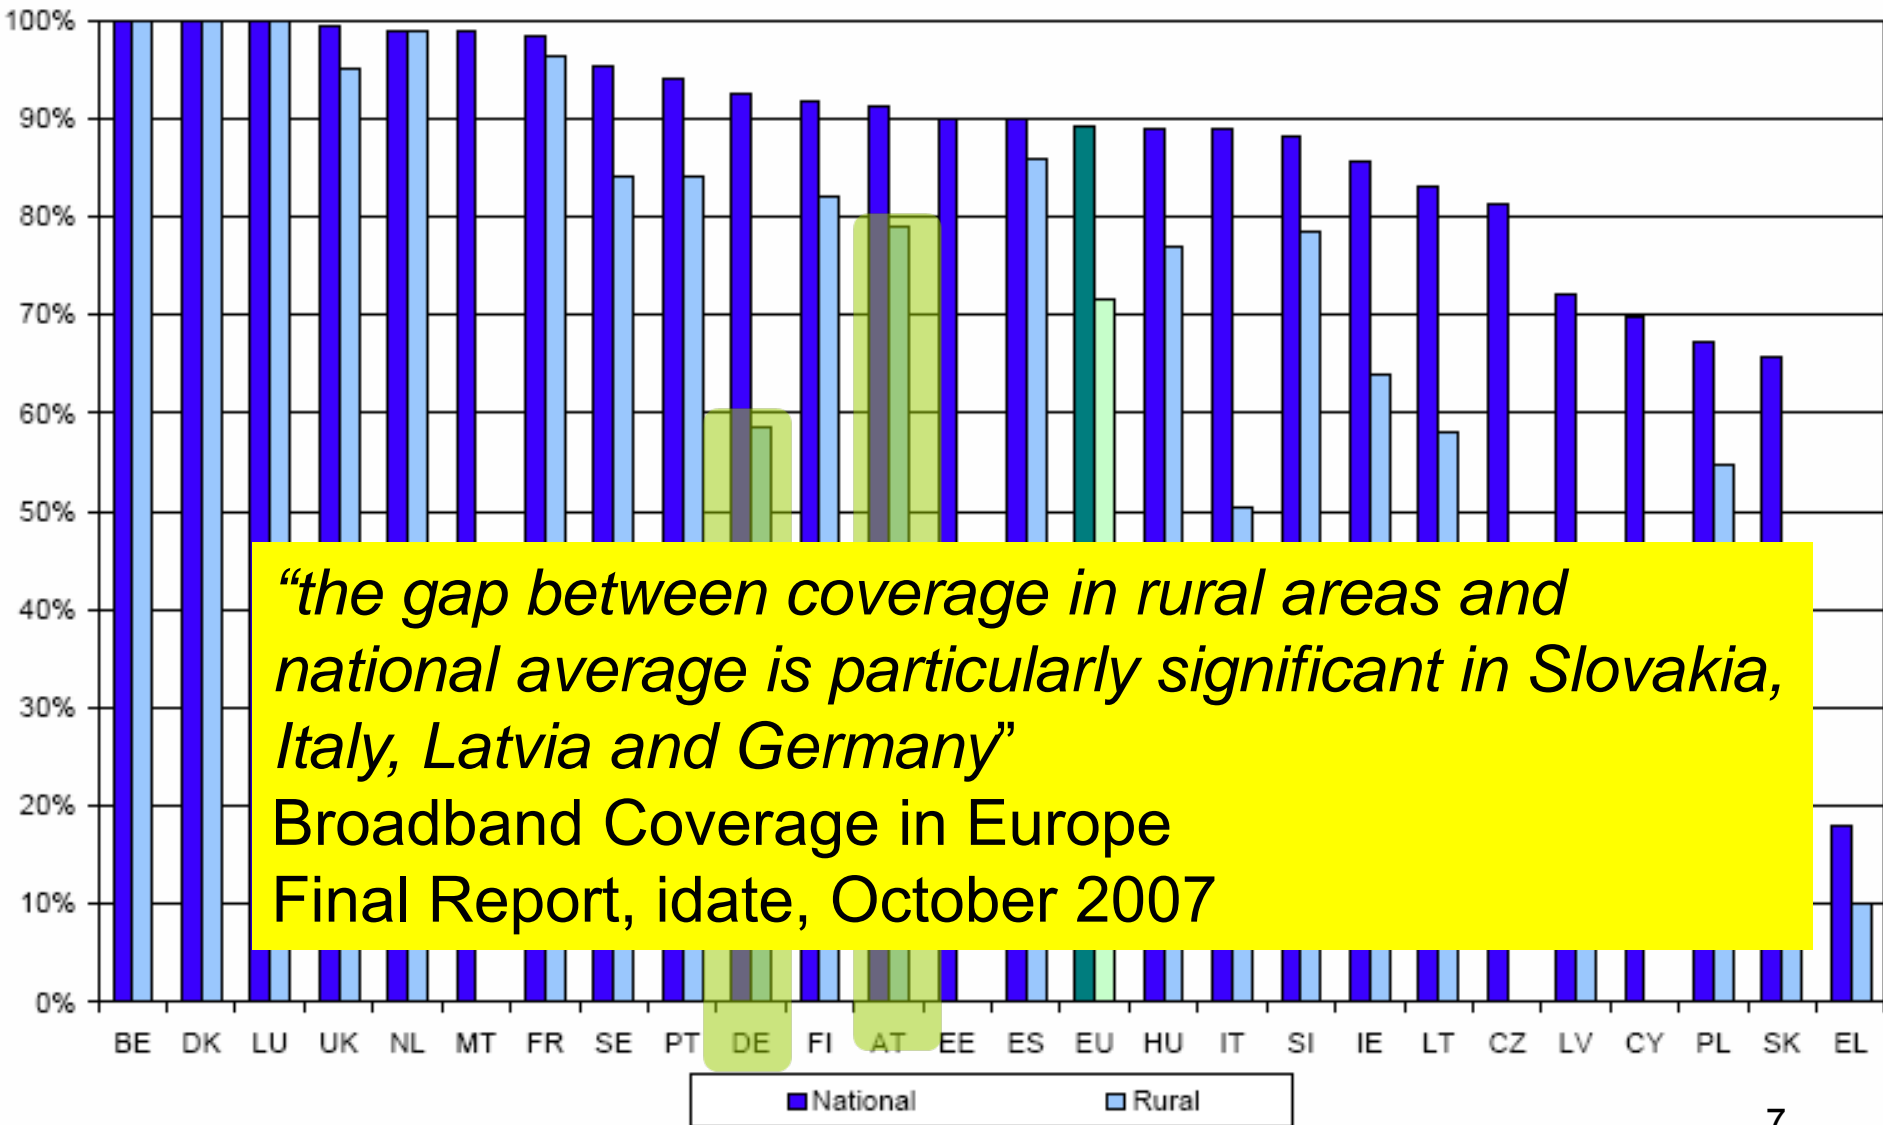 100%
90%
80%
70%
60%
50%
40%
30%
20%
10%
0%
“the gap between coverage in rural areas and
national average is particularly significant in Slovakia,
Italy, Latvia and Germany”
Broadband Coverage in Europe
Final Report, idate, October 2007
BE DK LU UK NL MT FR SE PT DE FI AT EE ES EU HU IT SI IE LT CZ LV CY PL SK EL
National Rural
7